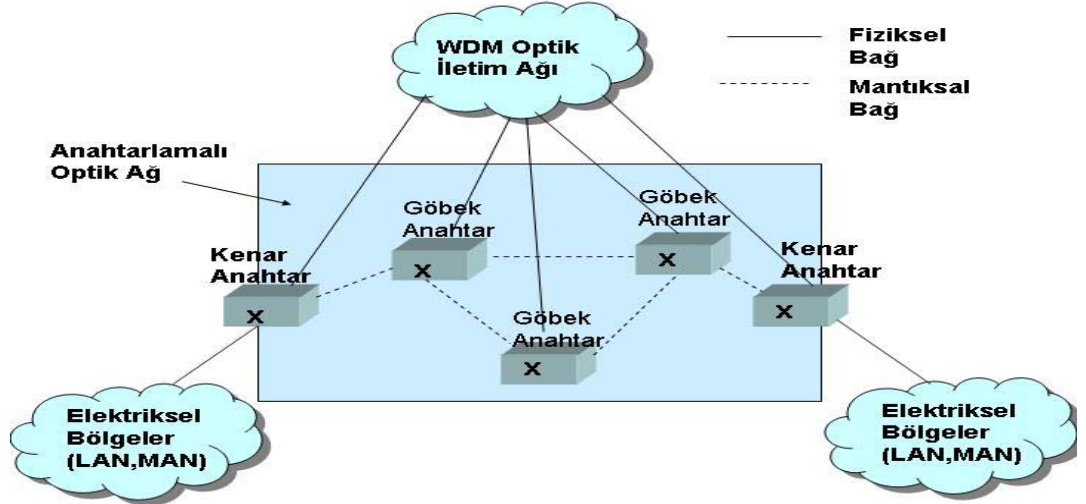 WDM Optik
İletim Ağı
Fiziksel
Bağ
Mantıksal
Bağ
Anahtarlamalı
Optik Ağ
Göbek
Anahtar
Göbek
Anahtar
Kenar
Anahtar
Kenar
Anahtar
X
X
X
X
Göbek
Anahtar
X
Elektriksel
Bölgeler
(LAN,MAN)
Elektriksel
Bölgeler
(LAN,MAN)